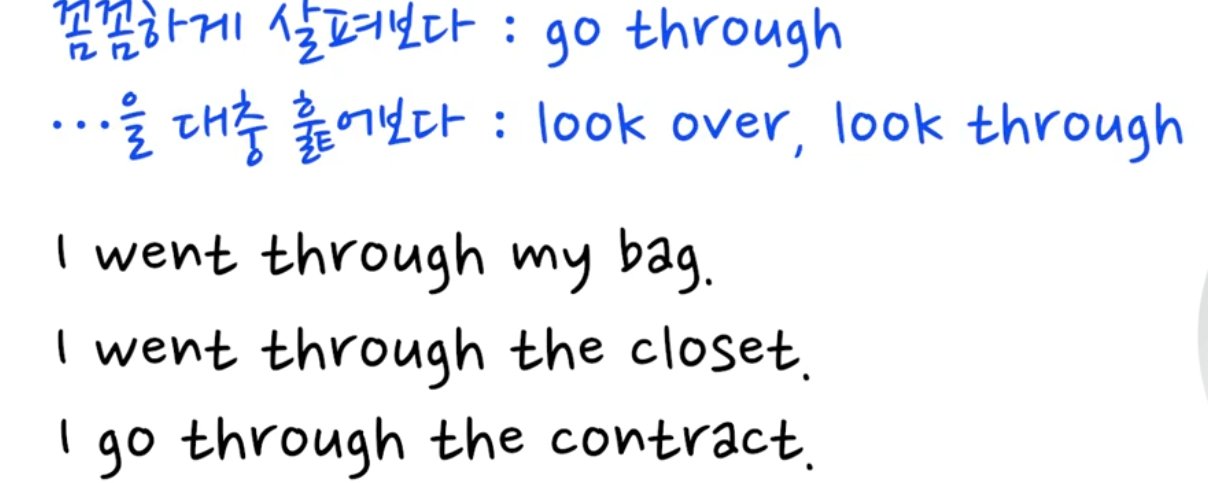 꼼꼼하게 살펴보다 : go through
...을 대충 훑어보다 : look over, look through
I went through my bag.
I went through the closet.
I go through the contract.